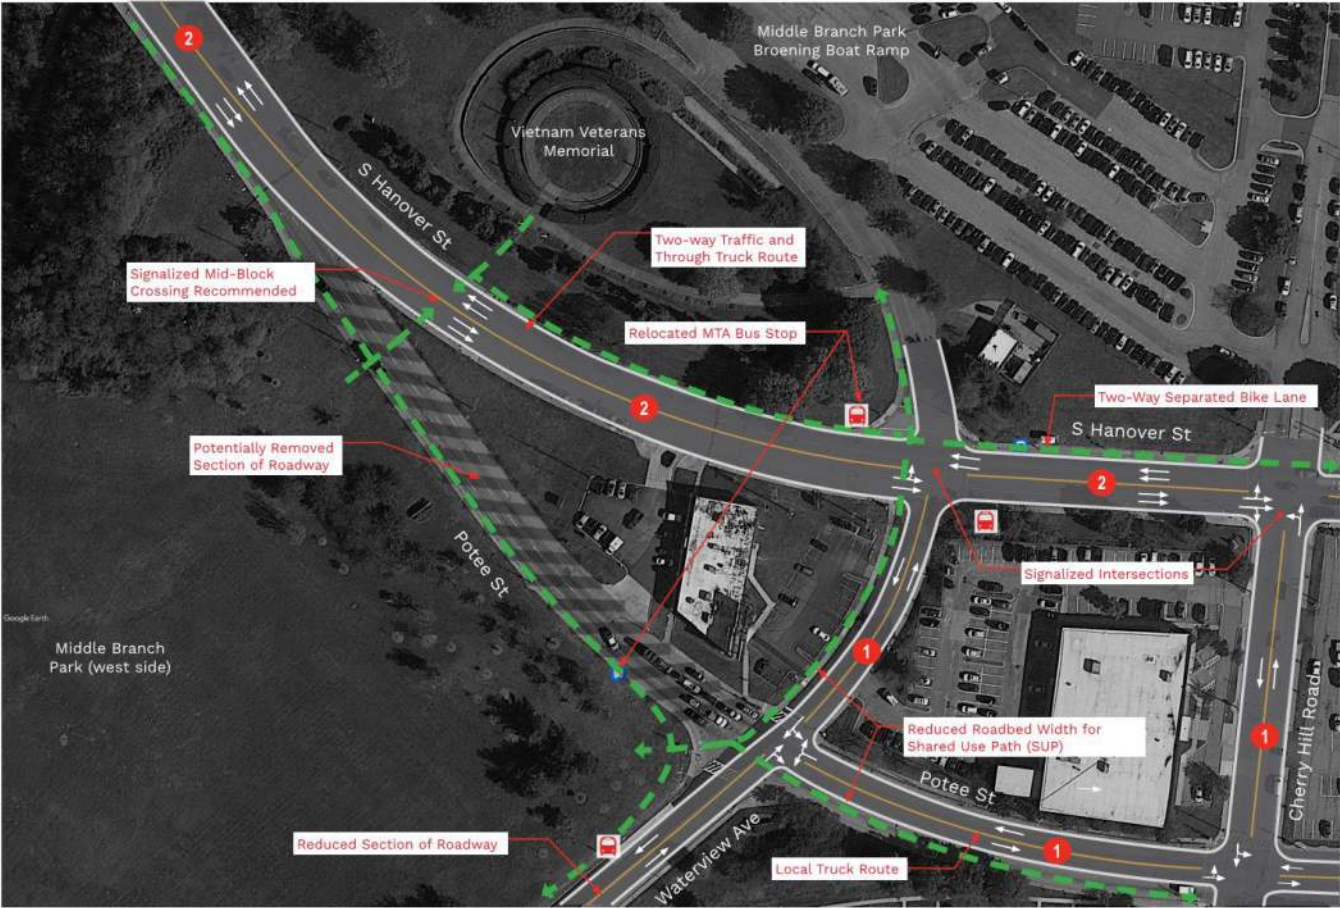 2
Middle Branch Park
Broening Boat Ramp
Vietnam Veterans
Memorial
S Hanover St
Two-way Traffic and
Through Truck Route
Signalized Mid-Block
Crossing Recommended
Relocated MTA Bus Stop
2
Two-Way Separated Bike Lane
S Hanover St
Potentially Removed
Section of Roadway
2
Potee St
Signalized Intersections
Google Earth
Middle Branch
Park (west side)
1
Reduced Roadbed Width for
Shared Use Path (SUP)
1
Cherry Hill Road
Potee St
Reduced Section of Roadway
Waterview Ave
Local Truck Route
1